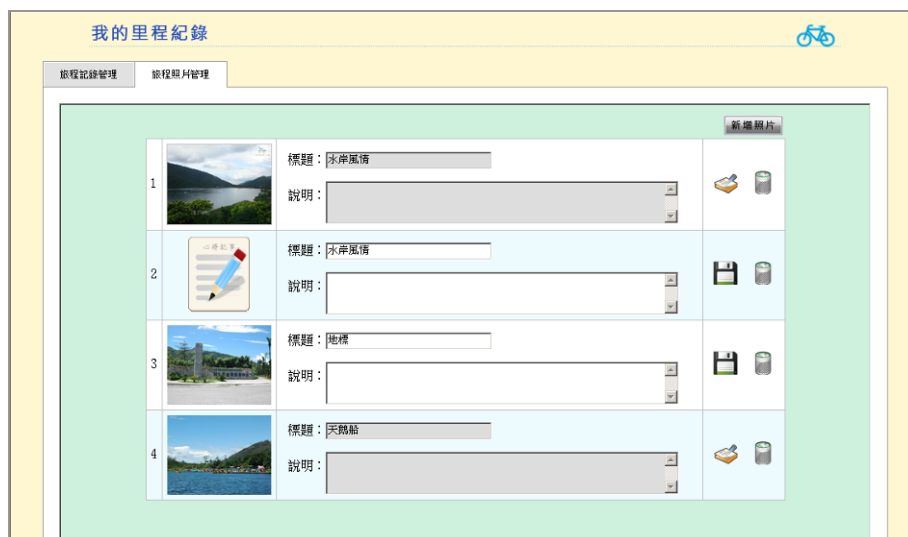 我的里程紀錄
旅程記錄管理 旅程照片管理
新增照片
1 標題：水岸風情
說明：
心得記事
2 標題：水岸風情
說明：
3 標題：地標
說明：
4 標題：天鵝船
說明：